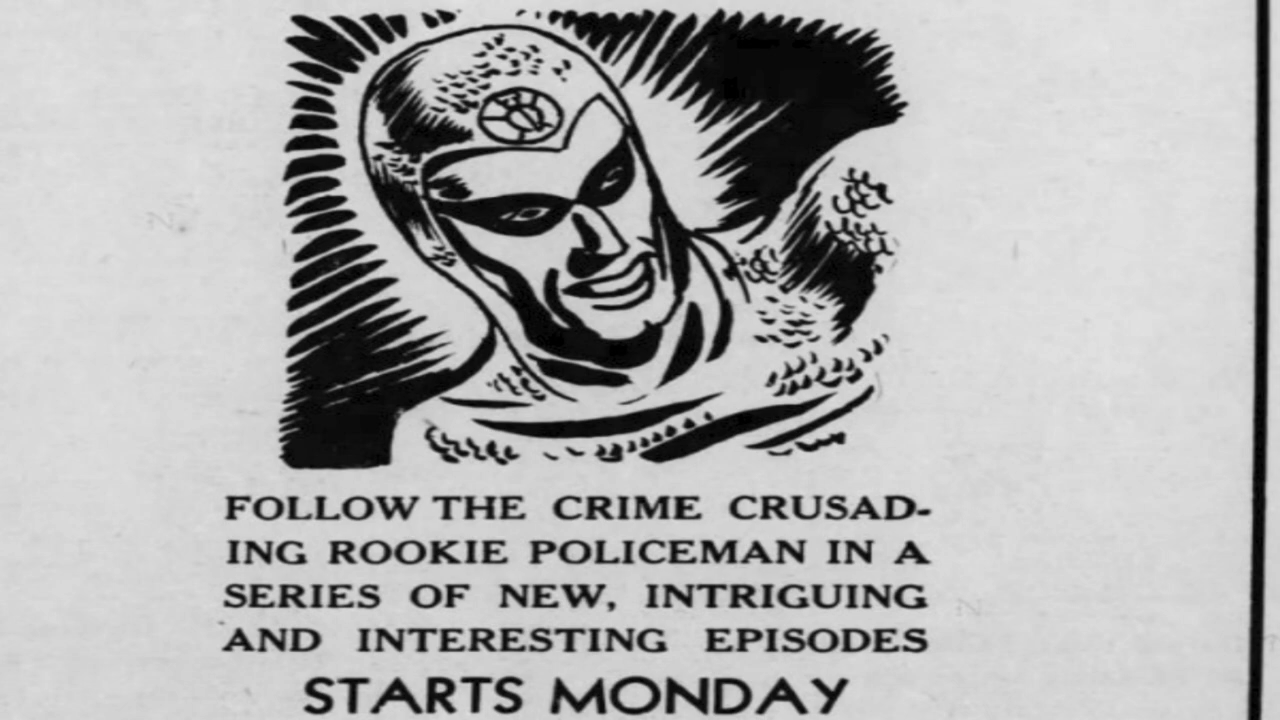 FOLLOW THE CRIME CRUSAD-
ING ROOKIE POLICEMAN IN A
SERIES OF NEW, INTRIGUING
AND INTERESTING EPISODES
STARTS MONDAY